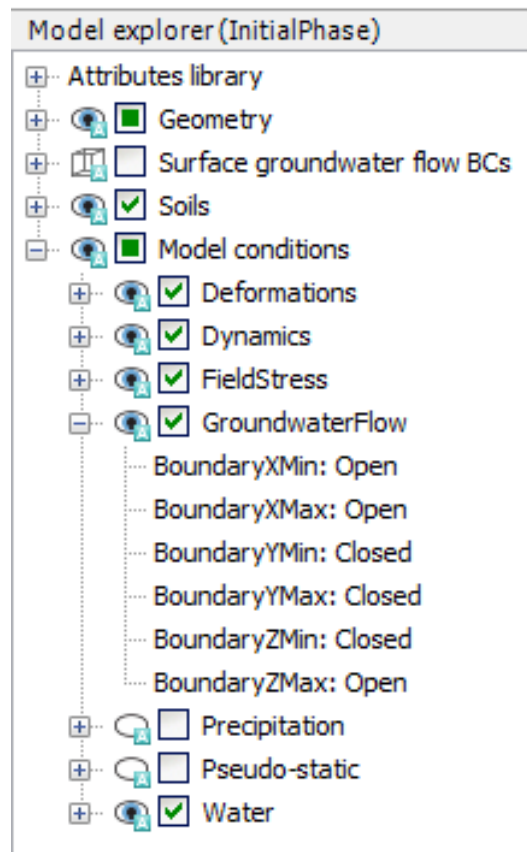 Model explorer (InitialPhase)
Attributes library
Geometry
Surface groundwater flow BCs
Soils
Model conditions
Deformations
Dynamics
FieldStress
GroundwaterFlow
BoundaryXMin: Open
BoundaryXMax: Open
BoundaryYMin: Closed
BoundaryYMax: Closed
BoundaryZMin: Closed
BoundaryZMax: Open
Precipitation
Pseudo-static
Water